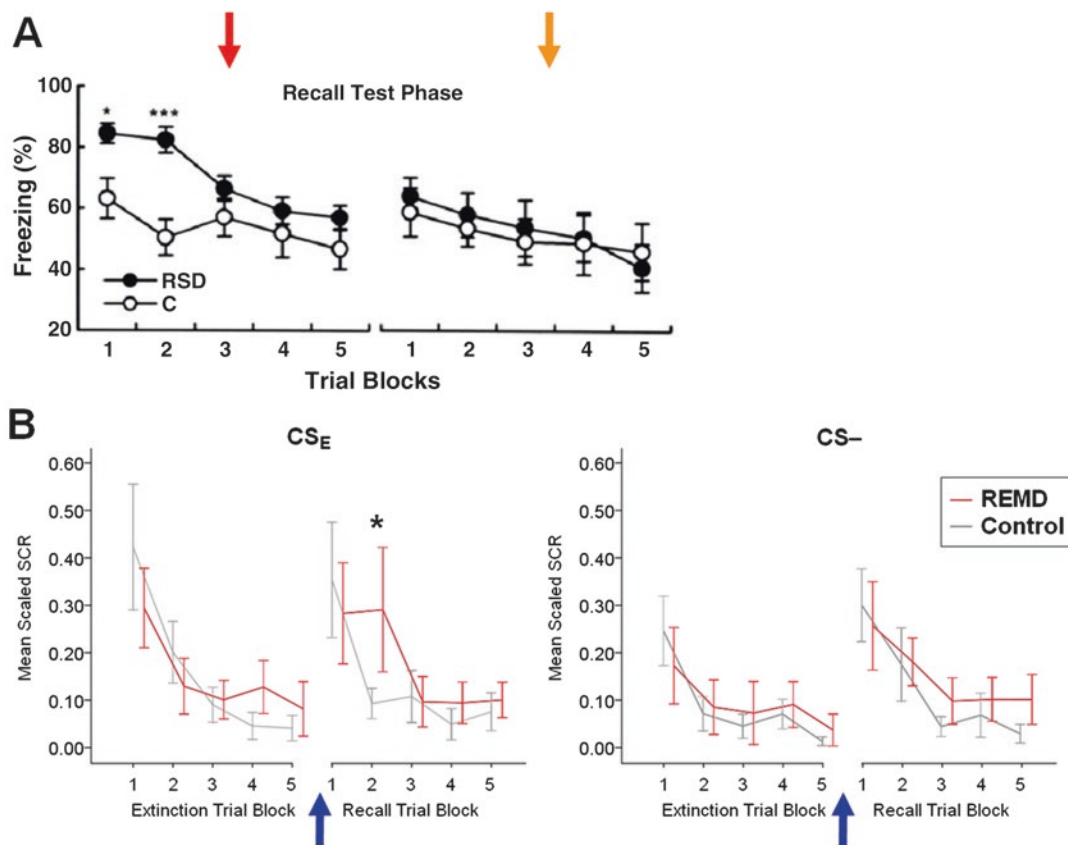 A
Recall Test Phase
Freezing (%)
100
80
60
40
20
* ***
RSD
C
1 2 3 4 5 1 2 3 4 5
Trial Blocks
B
CSE
Mean Scaled SCR
0.60
0.50
0.40
0.30
0.20
0.10
0.00
*
1 2 3 4 5 1 2 3 4 5
Extinction Trial Block Recall Trial Block
CS–
Mean Scaled SCR
0.60
0.50
0.40
0.30
0.20
0.10
0.00
REMD
Control
1 2 3 4 5 1 2 3 4 5
Extinction Trial Block Recall Trial Block